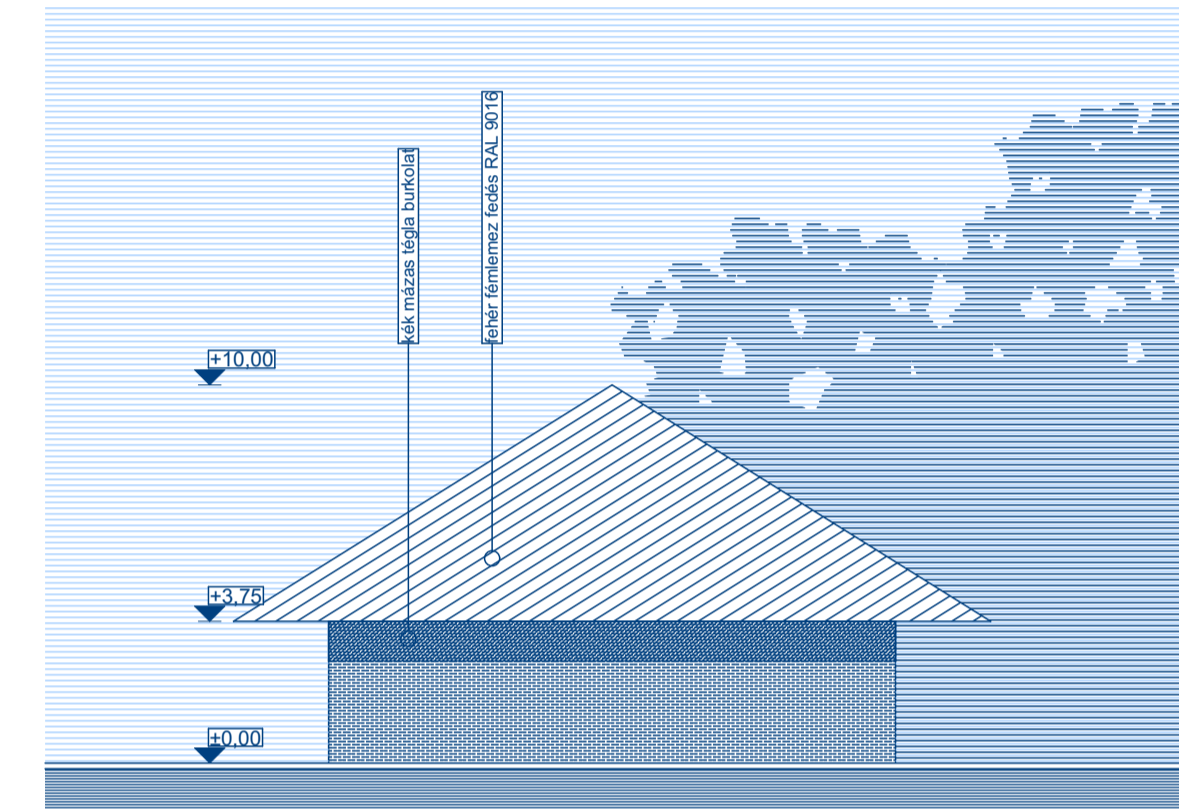 kék mázas tégla burkolat
fehér fémlemez fedés RAL 9016
+10,00
+3,75
±0,00